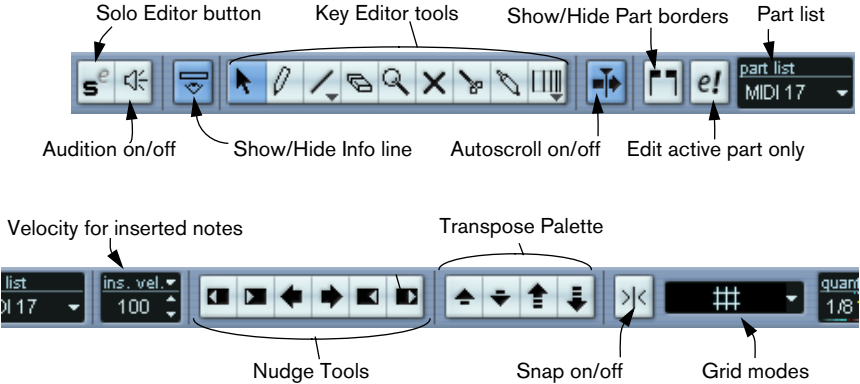 Solo Editor button
Key Editor tools
Show/Hide Part borders
Part list
s e
e!
part list
MIDI 17
Audition on/off
Show/Hide Info line
Autoscroll on/off
Edit active part only
Velocity for inserted notes
Transpose Palette
list
DI 17
ins. vel.
100
quant
1/8
Nudge Tools
Snap on/off
Grid modes